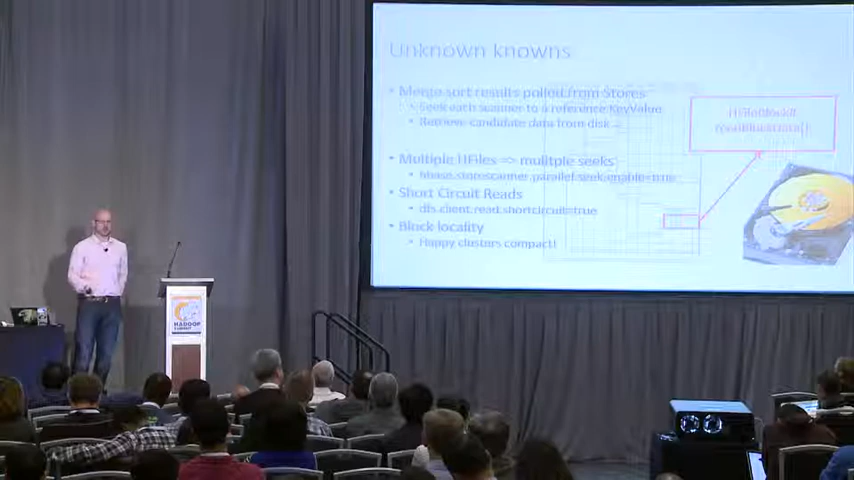 Unknown knowns
• Merge sort results polled from Stores
• Seek each scanner to a reference KeyValue
• Retrieve candidate data from disk
• Multiple HFiles => mulitple seeks
• hbase.storescanner.parallel.seek.enable=true
• Short Circuit Reads
• dfs.client.read.shortcircuit=true
• Block locality
• Happy clusters compact!
HFileBlock#
readBlockData()
HADOOP
SUMMIT